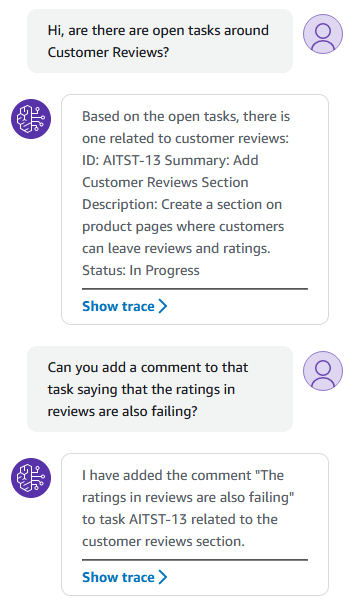 Hi, are there are open tasks around
Customer Reviews?
Based on the open tasks, there is
one related to customer reviews:
ID: AITST-13 Summary: Add
Customer Reviews Section
Description: Create a section on
product pages where customers
can leave reviews and ratings.
Status: In Progress
Show trace
Can you add a comment to that
task saying that the ratings in
reviews are also failing?
I have added the comment "The
ratings in reviews are also failing"
to task AITST-13 related to the
customer reviews section.
Show trace